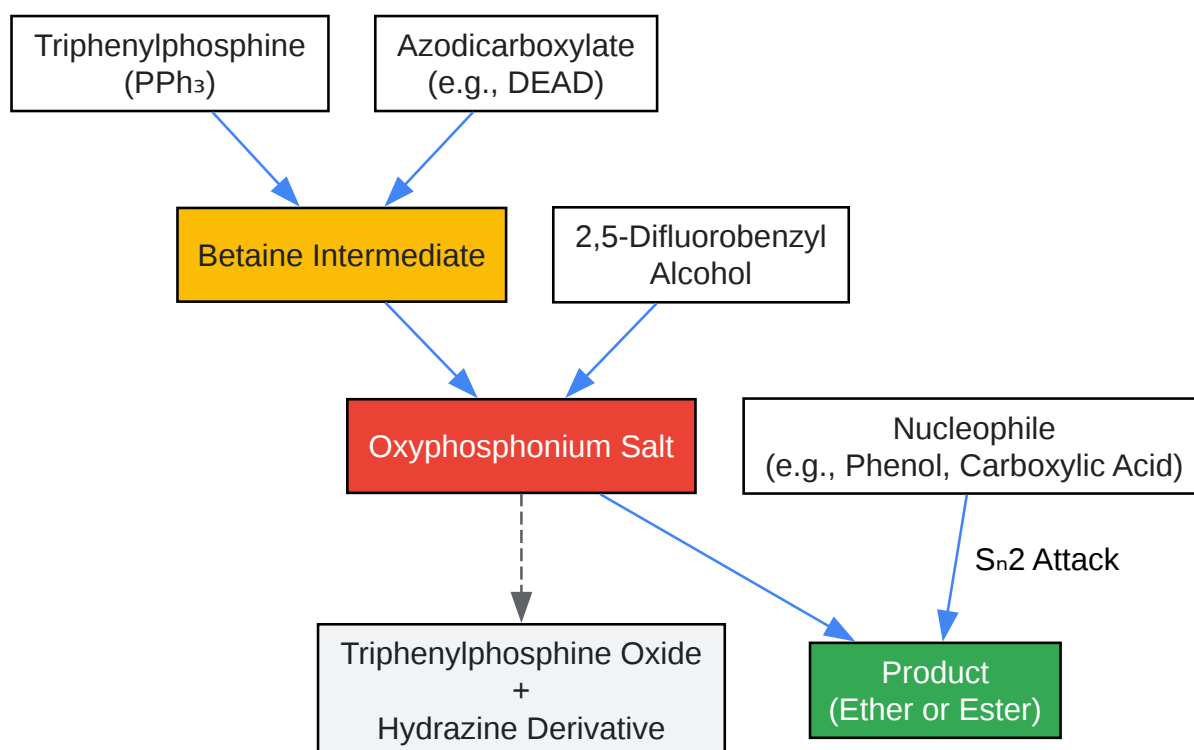 Triphenylphosphine
(PPh₃)
Azodicarboxylate
(e.g., DEAD)
Betaine Intermediate
2,5-Difluorobenzyl
Alcohol
Oxyphosphonium Salt
Nucleophile
(e.g., Phenol, Carboxylic Acid)
Sₙ2 Attack
Triphenylphosphine Oxide
+
Hydrazine Derivative
Product
(Ether or Ester)